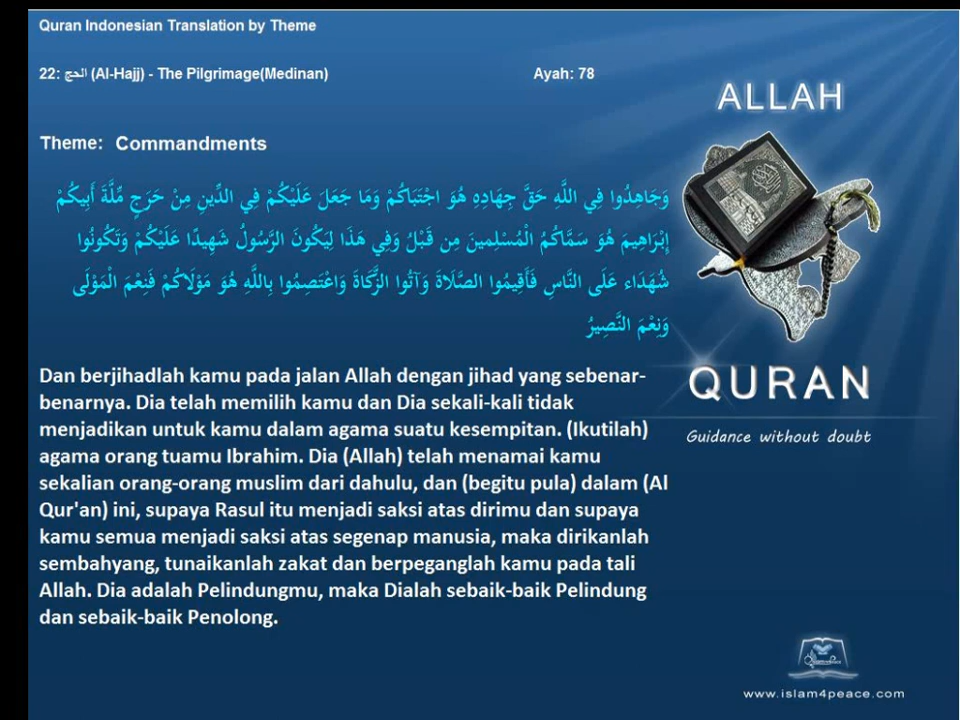 Quran Indonesian Translation by Theme
22: الحج (Al-Hajj) - The Pilgrimage(Medinan)
Ayah: 78
Theme: Commandments
وَجَاهِدُوا فِي اللَّهِ حَقَّ جِهَادِهِ هُوَ اجْتَبَاكُمْ وَمَا جَعَلَ عَلَيْكُمْ فِي الدِّينِ مِنْ حَرَجٍ مِّلَّةَ أَبِيكُمْ
إِبْرَاهِيمَ هُوَ سَمَّاكُمُ الْمُسْلِمينَ مِن قَبْلُ وَفِي هَذَا لِيَكُونَ الرَّسُولُ شَهِيدًا عَلَيْكُمْ وَتَكُونُوا
شُهَدَاء عَلَى النَّاسِ فَأَقِيمُوا الصَّلَاةَ وَآتُوا الزَّكَاةَ وَاعْتَصِمُوا بِاللَّهِ هُوَ مَوْلَاكُمْ فَنِعْمَ الْمَوْلَى
وَنِعْمَ النَّصِيرُ
Dan berjihadlah kamu pada jalan Allah dengan jihad yang sebenar-
benarnya. Dia telah memilih kamu dan Dia sekali-kali tidak
menjadikan untuk kamu dalam agama suatu kesempitan. (Ikutilah)
agama orang tuamu Ibrahim. Dia (Allah) telah menamai kamu
sekalian orang-orang muslim dari dahulu, dan (begitu pula) dalam (Al
Qur'an) ini, supaya Rasul itu menjadi saksi atas dirimu dan supaya
kamu semua menjadi saksi atas segenap manusia, maka dirikanlah
sembahyang, tunaikanlah zakat dan berpeganglah kamu pada tali
Allah. Dia adalah Pelindungmu, maka Dialah sebaik-baik Pelindung
dan sebaik-baik Penolong.
ALLAH
QURAN
Guidance without doubt
www.islam4peace.com